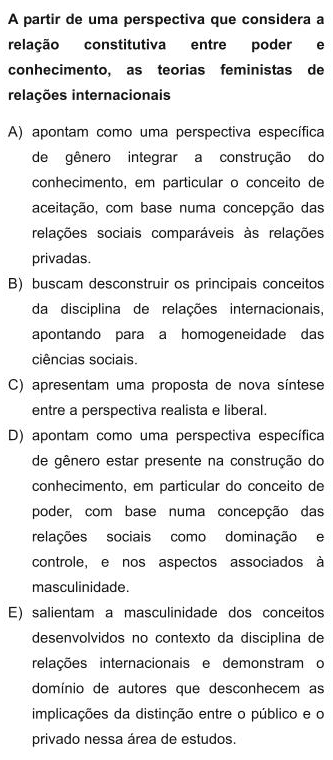 A partir de uma perspectiva que considera a
relação constitutiva entre poder e
conhecimento, as teorias feministas de
relações internacionais
A) apontam como uma perspectiva específica
de gênero integrar a construção do
conhecimento, em particular o conceito de
aceitação, com base numa concepção das
relações sociais comparáveis às relações
privadas.
B) buscam desconstruir os principais conceitos
da disciplina de relações internacionais,
apontando para a homogeneidade das
ciências sociais.
C) apresentam uma proposta de nova síntese
entre a perspectiva realista e liberal.
D) apontam como uma perspectiva específica
de gênero estar presente na construção do
conhecimento, em particular do conceito de
poder, com base numa concepção das
relações sociais como dominação e
controle, e nos aspectos associados à
masculinidade.
E) salientam a masculinidade dos conceitos
desenvolvidos no contexto da disciplina de
relações internacionais e demonstram o
domínio de autores que desconhecem as
implicações da distinção entre o público e o
privado nessa área de estudos.